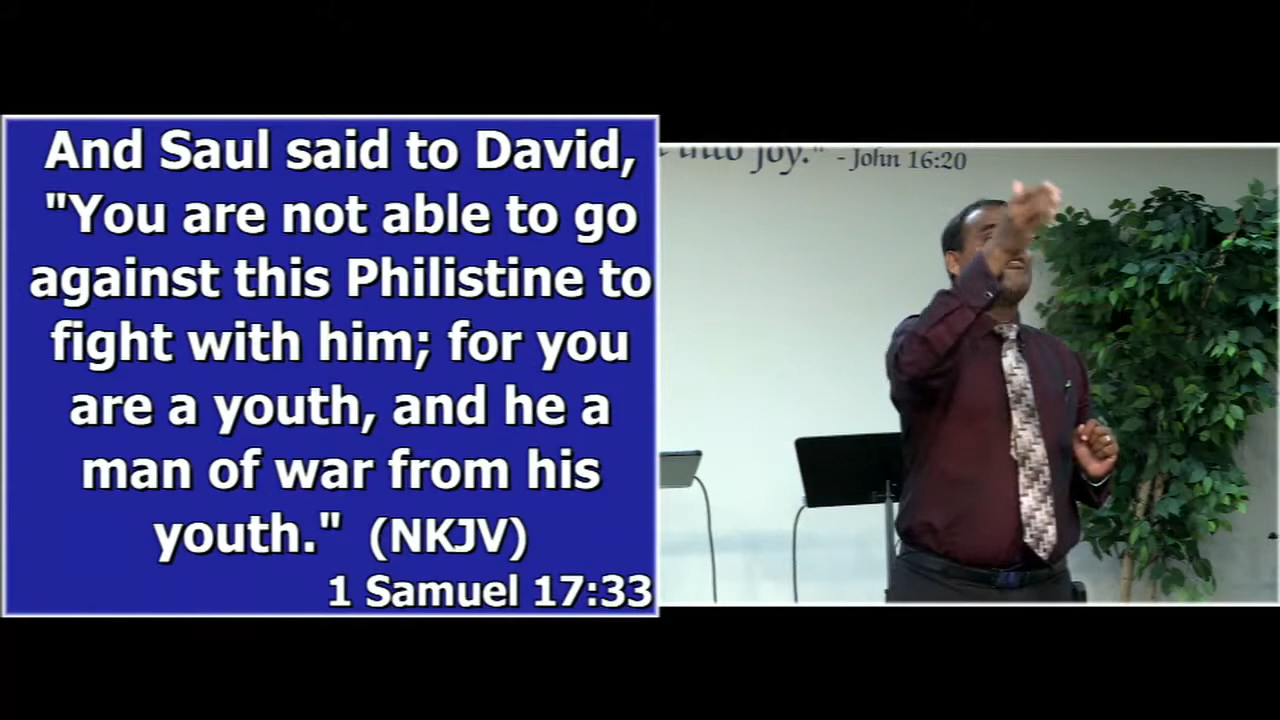 And Saul said to David,
"You are not able to go
against this Philistine to
fight with him; for you
are a youth, and he a
man of war from his
youth." (NKJV)
1 Samuel 17:33
into joy." - John 16:20